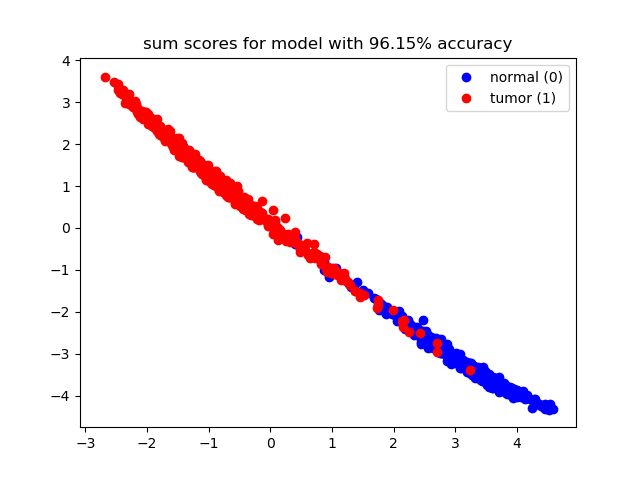 sum scores for model with 96.15% accuracy
normal (0)
tumor (1)
4
3
2
1
0
−1
−2
−3
−4
−3 −2 −1 0 1 2 3 4